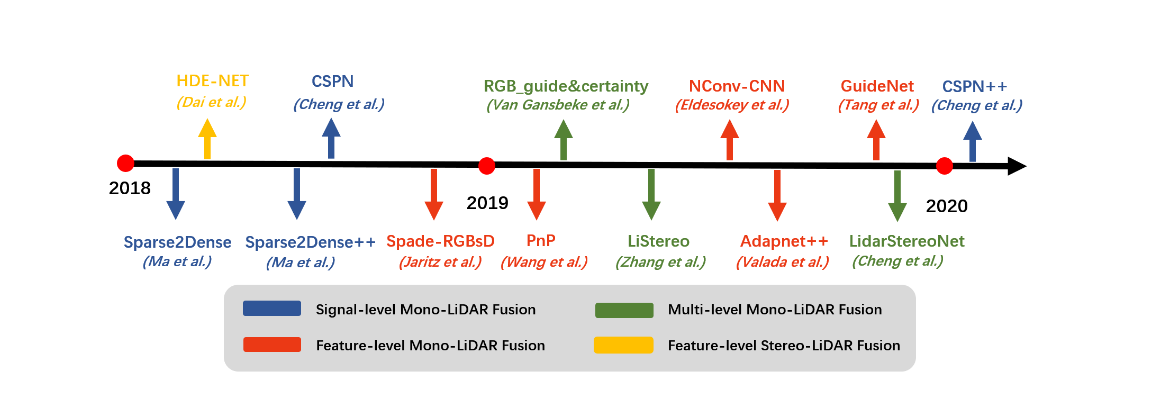 HDE-NET
(Dai et al.)
CSPN
(Cheng et al.)
RGB_guide&certainty
(Van Gansbeke et al.)
NConv-CNN
(Eldesokey et al.)
GuideNet
(Tang et al.)
CSPN++
(Cheng et al.)
2018
2019
2020
Sparse2Dense
(Ma et al.)
Sparse2Dense++
(Ma et al.)
Spade-RGBsD
(Jaritz et al.)
PnP
(Wang et al.)
LiStereo
(Zhang et al.)
Adapnet++
(Valada et al.)
LidarStereoNet
(Cheng et al.)
Signal-level Mono-LiDAR Fusion
Multi-level Mono-LiDAR Fusion
Feature-level Mono-LiDAR Fusion
Feature-level Stereo-LiDAR Fusion